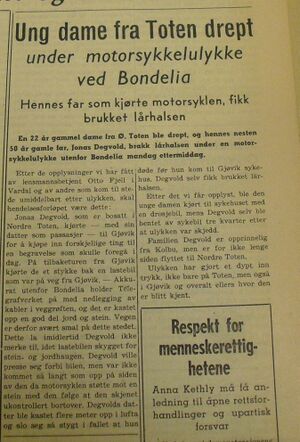 Ung dame fra Toten drept
under motorsykkelulykke
ved Bondelia
Hennes far som kjørte motorsyklen, fikk
brukket lårhalsen
En 22 år gammel dame fra Ø. Toten ble drept, og hennes nesten
50 år gamle far, Jonas Degvold, brakk lårhalsen under en motor-
sykkelulykke utenfor Bondelia mandag ettermiddag.
Etter de opplysninger vi har fått
av lensmannsbetjent Otto Fjell i
Vardal og av andre som kom til ste
de umiddelbart etter ulykken, skal
hendelsesforløpet være dette:
Jonas Degvold, som er bosatt i
Nordre Toten, kjørte — med sin
datter som passasjer — til Gjøvik
for å kjøpe inn forskjellige ting til
en begravelse som skulle foregå i
dag. På tilbaketuren fra Gjøvik
kjørte de et stykke bak en lastebil
som var på veg fra Gjøvik. — Akku-
rat utenfor Bondelia holder Tele-
grafverket på med nedlegging av
kabler i veggrøften, og det er kastet
opp en god del jord og stein. Vegen
er derfor svært smal på dette stedet.
Dette la imidlertid Degvold ikke
merke til, idet lastebilen skygget for
stein- og jordhaugen. Degvold ville
presse seg forbi bilen, men var ikke
kommet så langt som opp på siden
av den da motorsyklen støtte mot en
stein med den følge at den skjenet
ukontrollert bortover. Degvolds dat-
ter ble kastet flere meter opp i lufta
og slo seg så stygt i fallet at hun
døde før hun kom til Gjøvik syke-
hus. Degvold selv fikk brukket lår-
halsen.
Etter det vi får opplyst, ble den
unge damen kjørt til sykehuset med
en drosjebil, mens Degvold selv ble
hentet av sykebil tre kvarter etter
at ulykken var skjedd.
Familien Degvold er opprinnelig
fra Kolbu, men er for ikke lenge
siden flyttet til Nordre Toten.
Ulykken har gjort et dypt inn
trykk, ikke bare på Toten, men også
i Gjøvik og overalt ellers hvor den
er blitt kjent.
Respekt for
menneskerettig-
hetene
Anna Kethly må få an-
ledning til åpne rettsfor-
handlinger og upartisk
forsvar